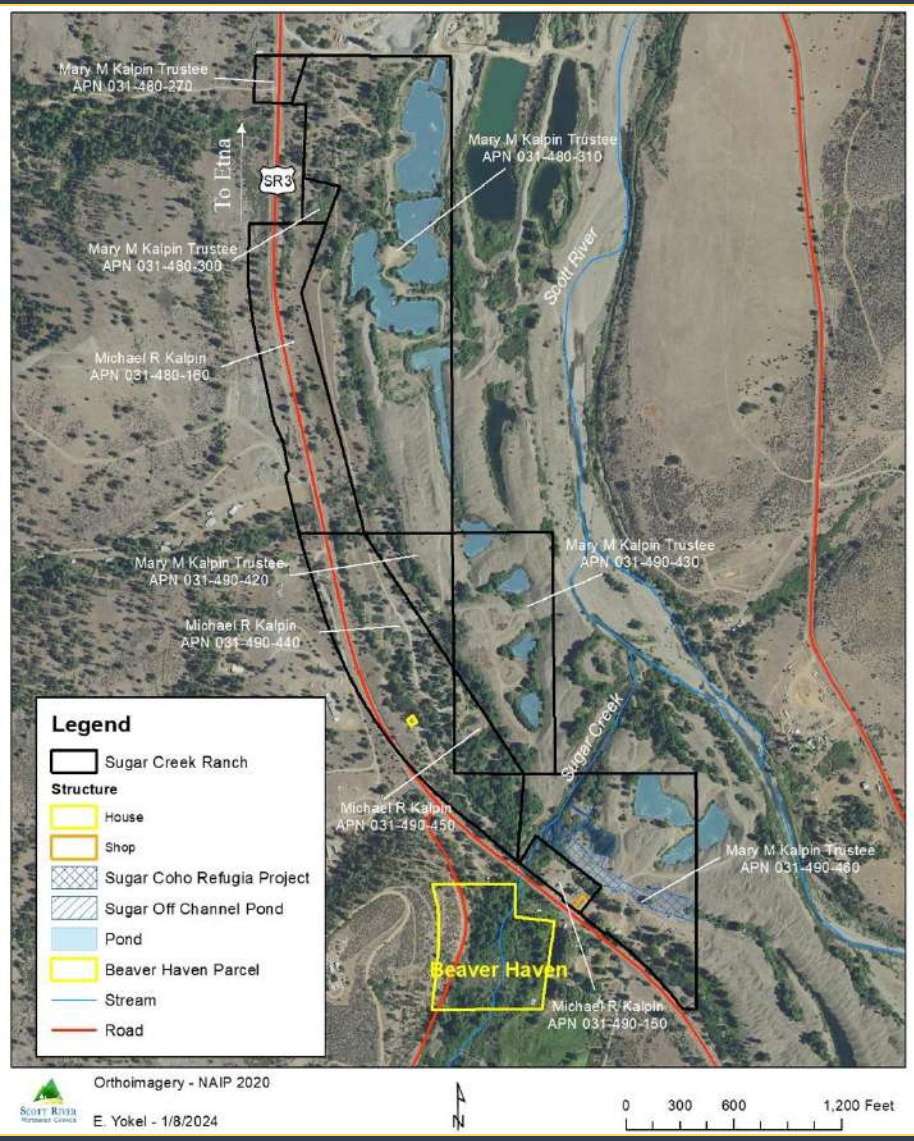 Mary M Kalpin Trustee
APN 031-480-270
To Etna
SR3
Mary M Kalpin Trustee
APN 031-480-310
Scott River
Mary M Kalpin Trustee
APN 031-480-300
Michael R Kalpin
APN 031-480-160
Mary M Kalpin Trustee
APN 031-490-420
Mary M Kalpin Trustee
APN 031-490-430
Michael R Kalpin
APN 031-490-440
Sugar Creek
Michael R Kalpin
APN 031-490-450
Mary M Kalpin Trustee
APN 031-490-460
Beaver Haven
Michael R Kalpin
APN 031-490-150
Legend
Sugar Creek Ranch
Structure
House
Shop
Sugar Coho Refugia Project
Sugar Off Channel Pond
Pond
Beaver Haven Parcel
Stream
Road
Orthoimagery - NAIP 2020
E. Yokel - 1/8/2024
SCOTT RIVER
WATERSHED COUNCIL
N
0 300 600 1,200 Feet